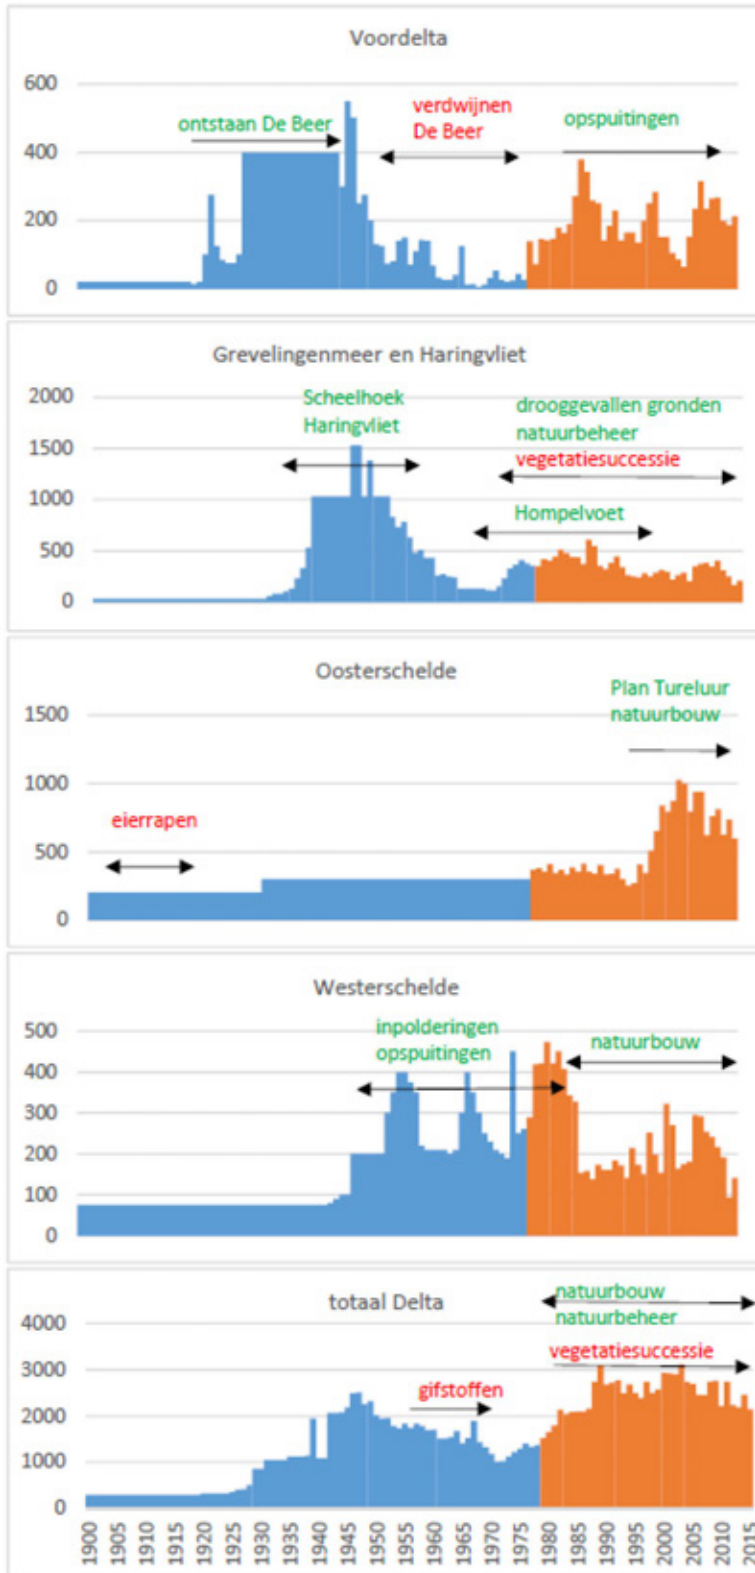 Voordelta
600
400
200
0
ontstaan De Beer
verdwijnen
De Beer
opspuitingen
Grevelingenmeer en Haringvliet
2000
1500
1000
500
0
Scheelhoek
Haringvliet
drooggevallen gronden
natuurbeheer
vegetatiesuccessie
Hompelvoet
Oosterschelde
1500
1000
500
0
eierrapen
Plan Tureluur
natuurbouw
Westerschelde
500
400
300
200
100
0
inpolderingen
opspuitingen
natuurbouw
totaal Delta
4000
3000
2000
1000
0
gifstoffen
natuurbouw
natuurbeheer
vegetatiesuccessie
1900
1905
1910
1915
1920
1925
1930
1935
1940
1945
1950
1955
1960
1965
1970
1975
1980
1985
1990
1995
2000
2005
2010
2015